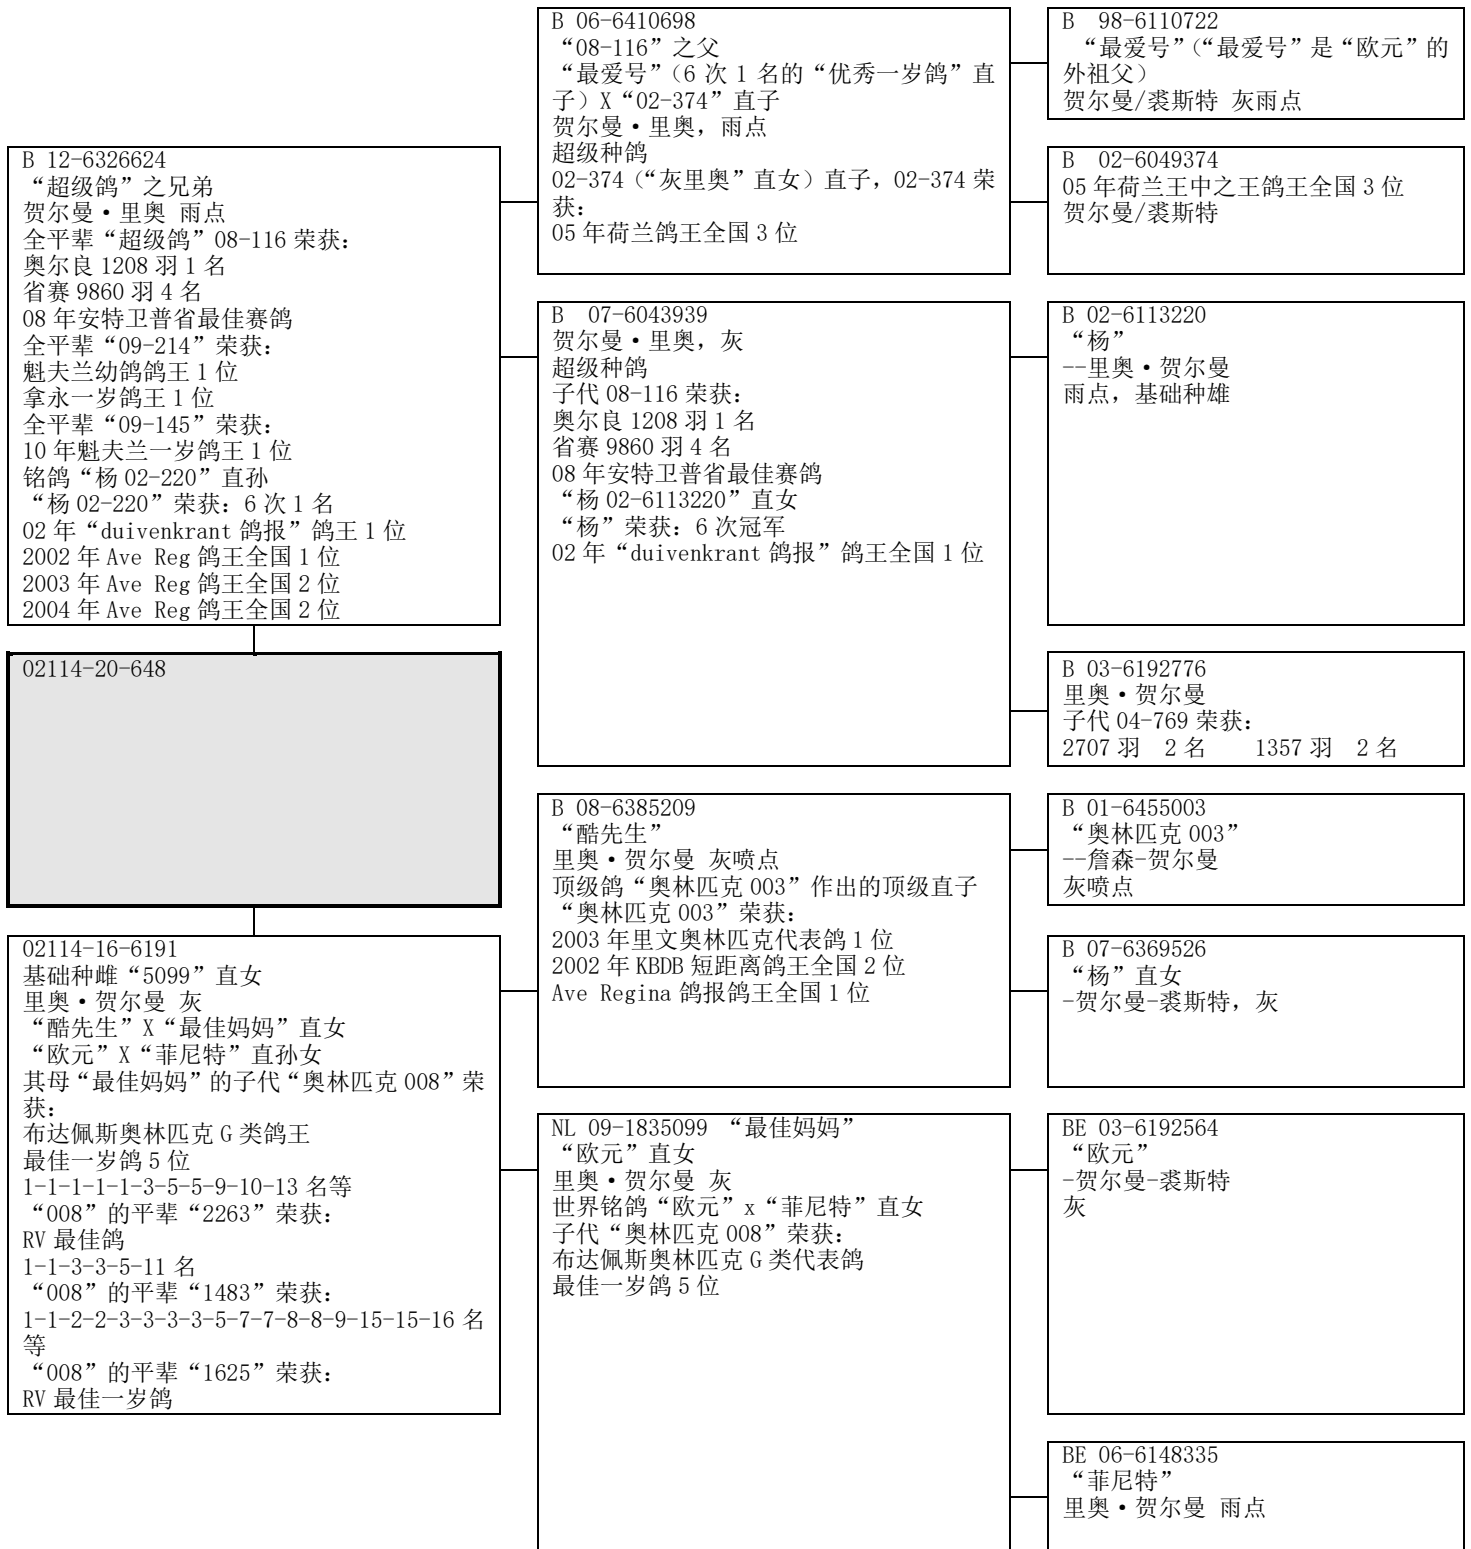 B 12-6326624
“超级鸽”之兄弟
贺尔曼·里奥 雨点
全平辈“超级鸽”08-116 荣获：
奥尔良 1208 羽 1 名
省赛 9860 羽 4 名
08 年安特卫普省最佳赛鸽
全平辈“09-214”荣获：
魁夫兰幼鸽鸽王 1 位
拿永一岁鸽王 1 位
全平辈“09-145”荣获：
10 年魁夫兰一岁鸽王 1 位
铭鸽“杨 02-220”直孙
“杨 02-220”荣获：6 次 1 名
02 年“duivenkrant 鸽报”鸽王 1 位
2002 年 Ave Reg 鸽王全国 1 位
2003 年 Ave Reg 鸽王全国 2 位
2004 年 Ave Reg 鸽王全国 2 位
02114-20-648
02114-16-6191
基础种雌“5099”直女
里奥·贺尔曼 灰
“酷先生”X“最佳妈妈”直女
“欧元”X“菲尼特”直孙女
其母“最佳妈妈”的子代“奥林匹克 008”荣
获：
布达佩斯奥林匹克 G 类鸽王
最佳一岁鸽 5 位
1-1-1-1-1-3-5-5-9-10-13 名等
“008”的平辈“2263”荣获：
RV 最佳鸽
1-1-3-3-5-11 名
“008”的平辈“1483”荣获：
1-1-2-2-3-3-3-3-5-7-7-8-8-9-15-15-16 名
等
“008”的平辈“1625”荣获：
RV 最佳一岁鸽
B 06-6410698
“08-116”之父
“最爱号”（6 次 1 名的“优秀一岁鸽”直
子）X“02-374”直子
贺尔曼·里奥，雨点
超级种鸽
02-374（“灰里奥”直女）直子，02-374 荣
获：
05 年荷兰鸽王全国 3 位
B  07-6043939
贺尔曼·里奥，灰
超级种鸽
子代 08-116 荣获：
奥尔良 1208 羽 1 名
省赛 9860 羽 4 名
08 年安特卫普省最佳赛鸽
“杨 02-6113220”直女
“杨”荣获：6 次冠军
02 年“duivenkrant 鸽报”鸽王全国 1 位
B 08-6385209
“酷先生”
里奥·贺尔曼 灰喷点
顶级鸽“奥林匹克 003”作出的顶级直子
“奥林匹克 003”荣获：
2003 年里文奥林匹克代表鸽 1 位
2002 年 KBDB 短距离鸽王全国 2 位
Ave Regina 鸽报鸽王全国 1 位
NL 09-1835099 “最佳妈妈”
“欧元”直女
里奥·贺尔曼 灰
世界铭鸽“欧元”x“菲尼特”直女
子代“奥林匹克 008”荣获：
布达佩斯奥林匹克 G 类代表鸽
最佳一岁鸽 5 位
B  98-6110722
“最爱号”（“最爱号”是“欧元”的
外祖父）
贺尔曼/裘斯特 灰雨点
B  02-6049374
05 年荷兰王中之王鸽王全国 3 位
贺尔曼/裘斯特
B 02-6113220
“杨”
--里奥·贺尔曼
雨点，基础种雄
B 03-6192776
里奥·贺尔曼
子代 04-769 荣获：
2707 羽  2 名    1357 羽  2 名
B 01-6455003
“奥林匹克 003”
--詹森-贺尔曼
灰喷点
B 07-6369526
“杨”直女
-贺尔曼-裘斯特，灰
BE 03-6192564
“欧元”
-贺尔曼-裘斯特
灰
BE 06-6148335
“菲尼特”
里奥·贺尔曼 雨点